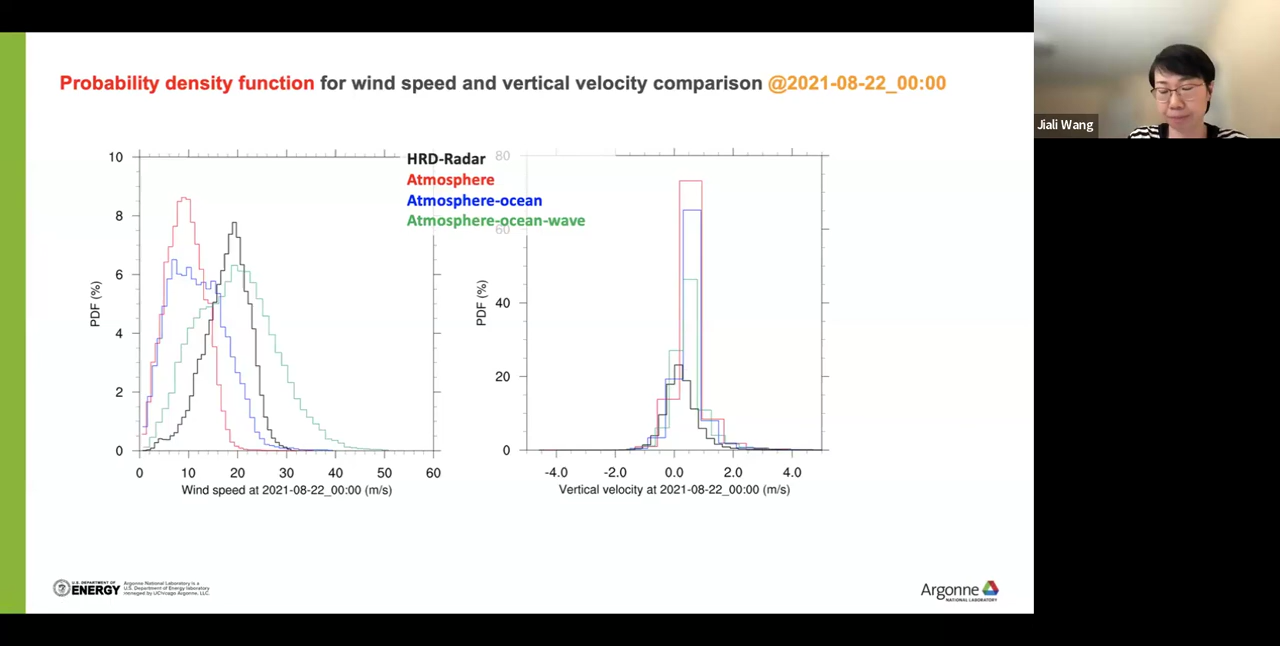 Probability density function for wind speed and vertical velocity comparison @2021-08-22_00:00
Jiali Wang
HRD-Radar
Atmosphere
Atmosphere-ocean
Atmosphere-ocean-wave
10
8
6
4
2
0
PDF (%)
0 10 20 30 40 50 60
Wind speed at 2021-08-22_00:00 (m/s)
80
60
40
20
0
PDF (%)
-4.0 -2.0 0.0 2.0 4.0
Vertical velocity at 2021-08-22_00:00 (m/s)
U.S. DEPARTMENT OF
ENERGY
Argonne National Laboratory is a
U.S. Department of Energy laboratory
managed by UChicago Argonne, LLC.
Argonne
NATIONAL LABORATORY